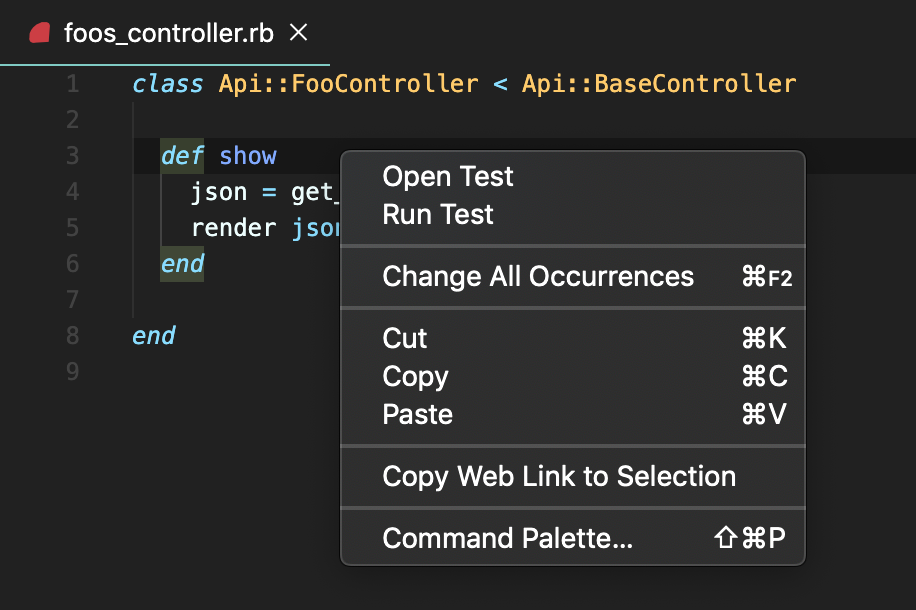 foos_controller.rb
1 class Api::FooController < Api::BaseController
2
3 def show
4 json = get_
5 render json
6 end
7
8 end
9
Open Test
Run Test
Change All Occurrences ⌘F2
Cut ⌘K
Copy ⌘C
Paste ⌘V
Copy Web Link to Selection
Command Palette... ⇧⌘P